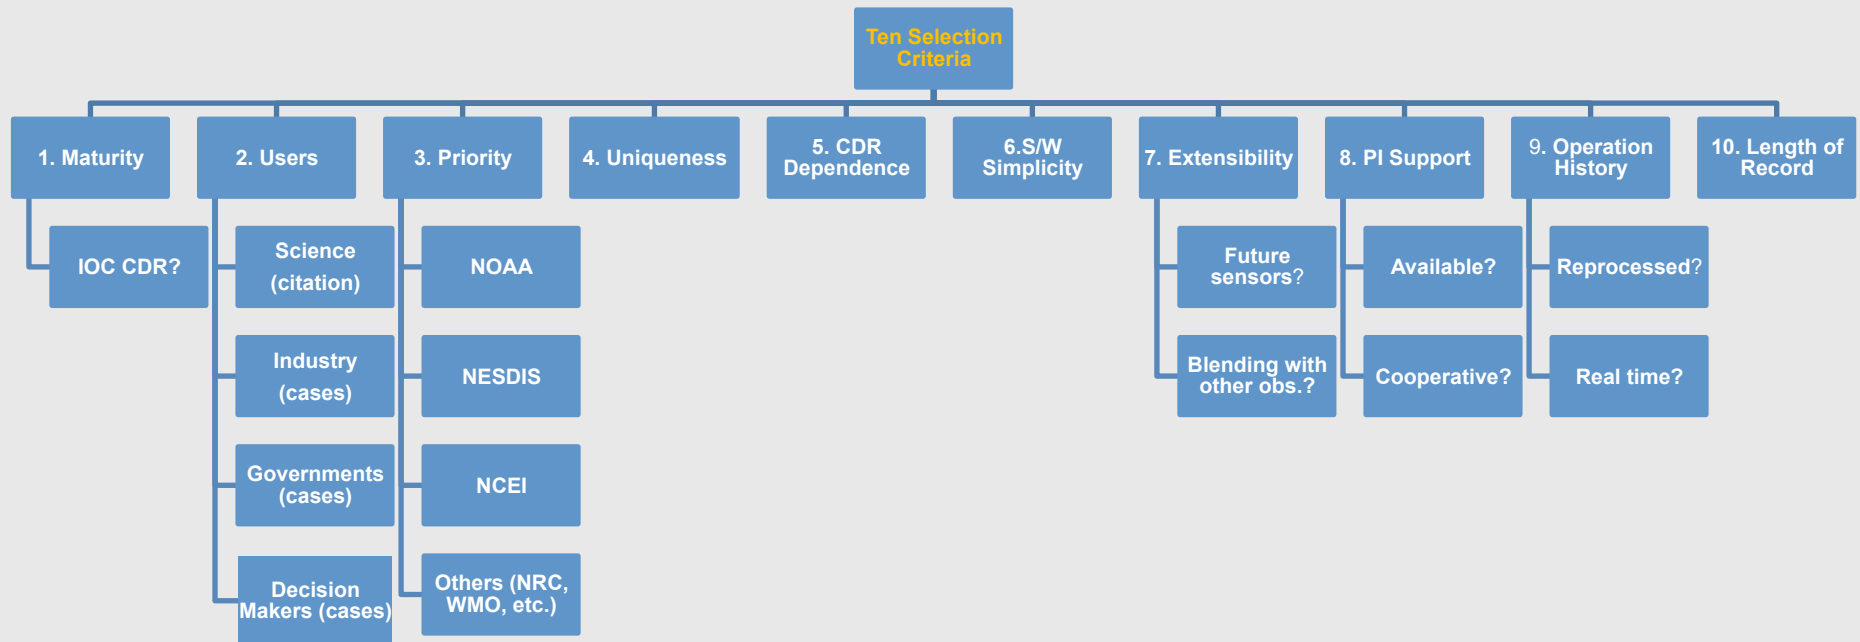 Ten Selection
Criteria
1. Maturity
2. Users
3. Priority
4. Uniqueness
5. CDR
Dependence
6.S/W
Simplicity
7. Extensibility
8. PI Support
9. Operation
History
10. Length of
Record
IOC CDR?
Science
(citation)
Industry
(cases)
Governments
(cases)
Decision
Makers (cases)
NOAA
NESDIS
NCEI
Others (NRC,
WMO, etc.)
Future
sensors?
Blending with
other obs.?
Available?
Cooperative?
Reprocessed?
Real time?